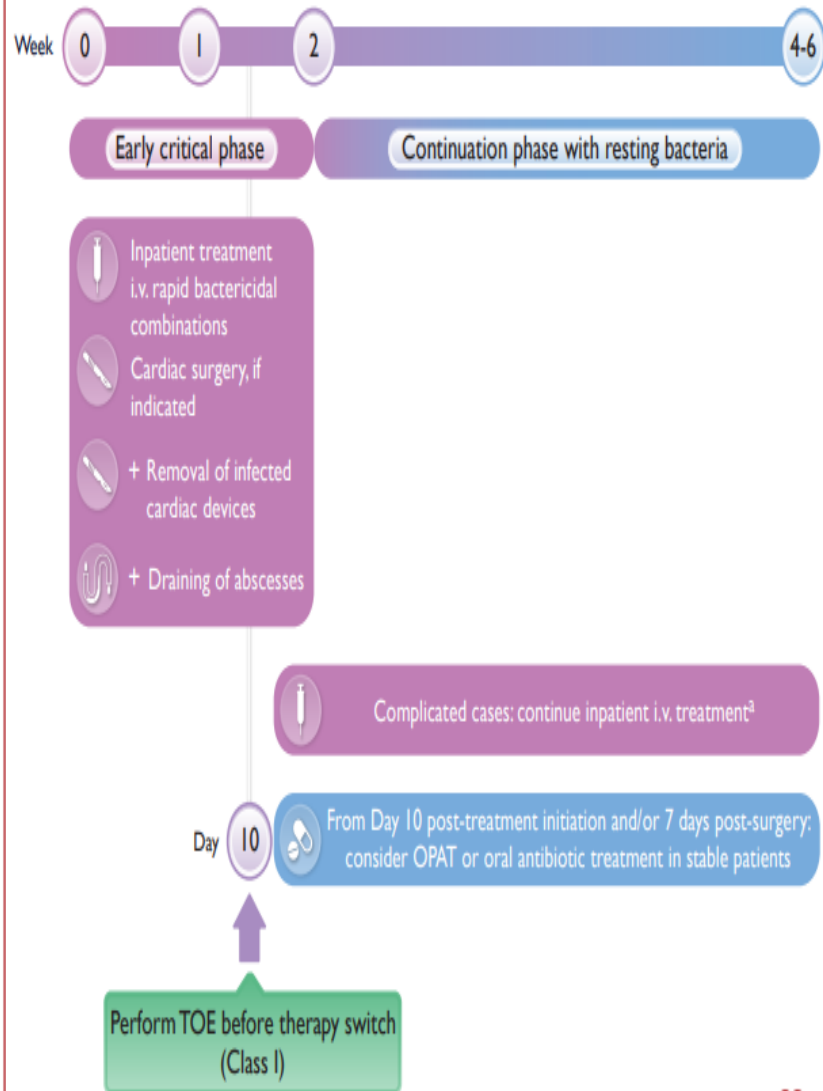 Week 0 1 2 4-6
Early critical phase
Continuation phase with resting bacteria
Inpatient treatment
i.v. rapid bactericidal
combinations
Cardiac surgery, if
indicated
+ Removal of infected
cardiac devices
+ Draining of abscesses
Complicated cases: continue inpatient i.v. treatmentᵃ
Day 10
From Day 10 post-treatment initiation and/or 7 days post-surgery:
consider OPAT or oral antibiotic treatment in stable patients
Perform TOE before therapy switch
(Class I)